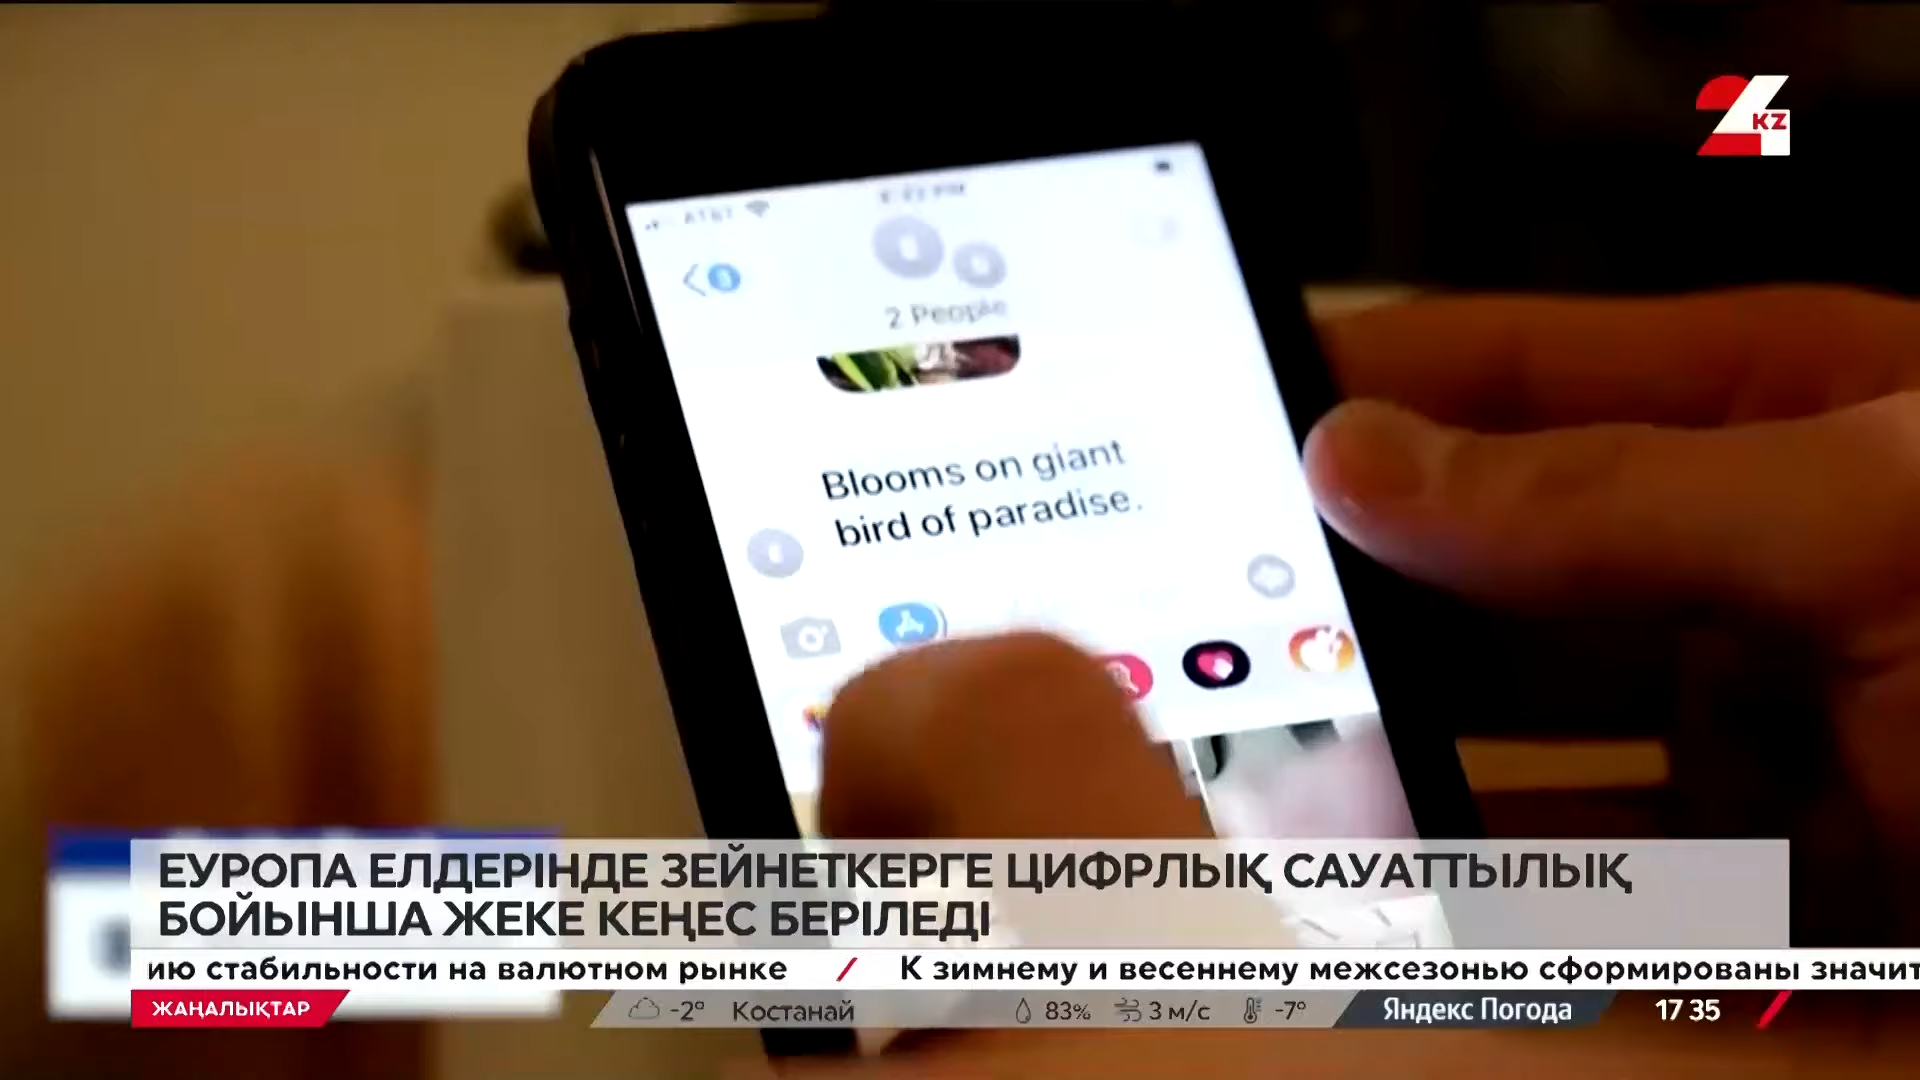 24
KZ
AT&T
2 People
Blooms on giant
bird of paradise.
ЕУРОПА ЕЛДЕРІНДЕ ЗЕЙНЕТКЕРГЕ ЦИФРЛЫҚ САУАТТЫЛЫҚ
БОЙЫНША ЖЕКЕ КЕҢЕС БЕРІЛЕДІ
ию стабильности на валютном рынке / К зимнему и весеннему межсезонью сформированы значит
ЖАҢАЛЫҚТАР -2° Костанай 83% 3 м/с -7° Яндекс Погода 17 35